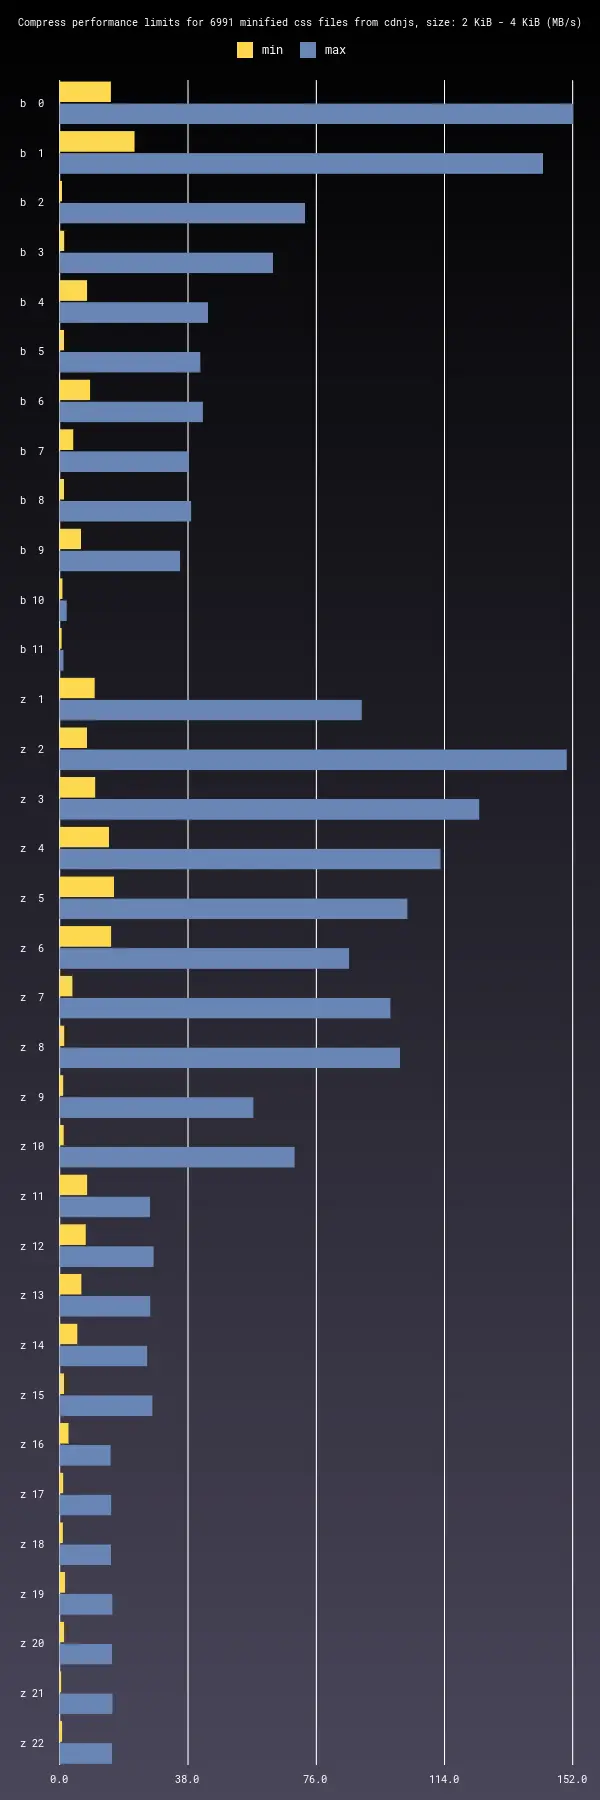 Compress performance limits for 6991 minified css files from cdnjs, size: 2 KiB - 4 KiB (MB/s)
min max
b 0
b 1
b 2
b 3
b 4
b 5
b 6
b 7
b 8
b 9
b 10
b 11
z 1
z 2
z 3
z 4
z 5
z 6
z 7
z 8
z 9
z 10
z 11
z 12
z 13
z 14
z 15
z 16
z 17
z 18
z 19
z 20
z 21
z 22
0.0 38.0 76.0 114.0 152.0